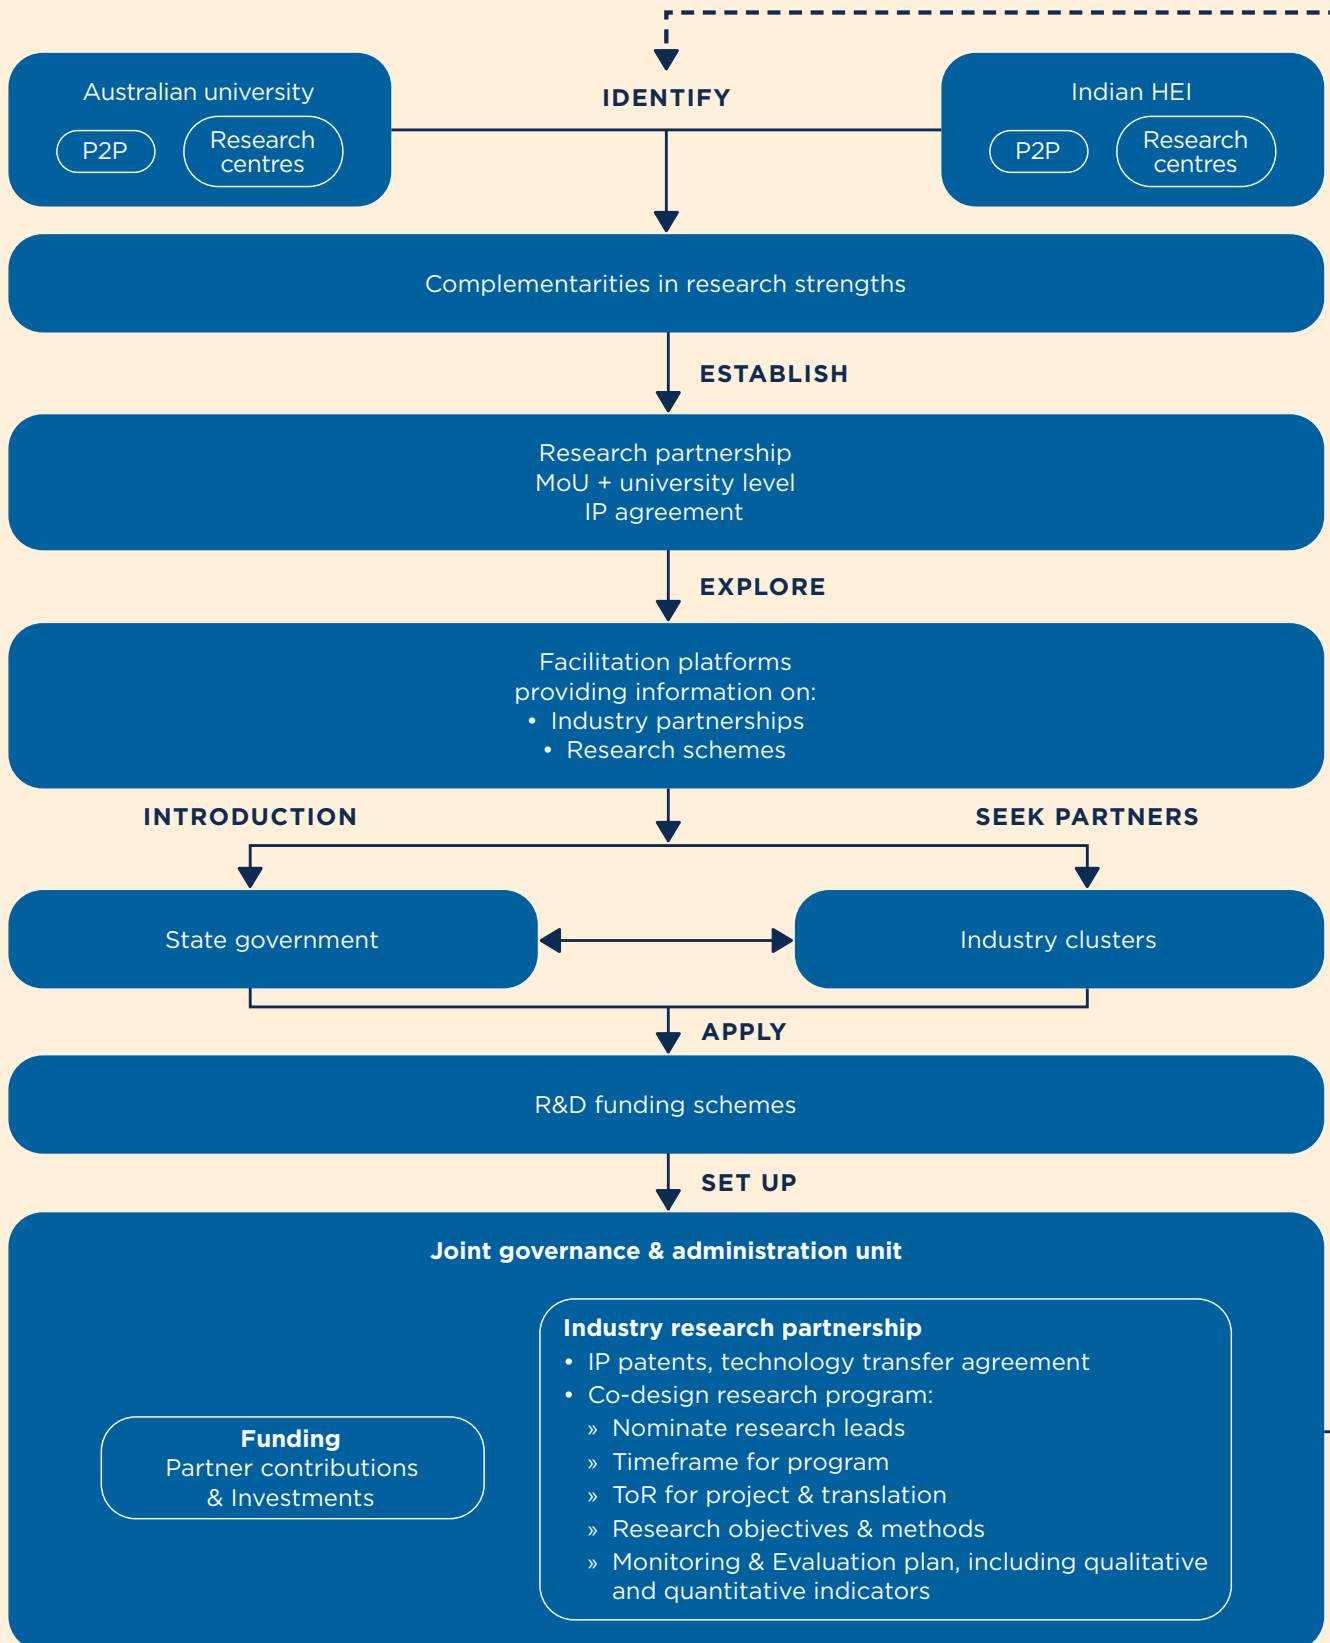 IDENTIFY
Australian university
P2P
Research
centres
Indian HEI
P2P
Research
centres
Complementarities in research strengths
ESTABLISH
Research partnership
MoU + university level
IP agreement
EXPLORE
Facilitation platforms
providing information on:
• Industry partnerships
• Research schemes
INTRODUCTION
SEEK PARTNERS
State government
Industry clusters
APPLY
R&D funding schemes
SET UP
Joint governance & administration unit
Funding
Partner contributions
& Investments
Industry research partnership
• IP patents, technology transfer agreement
• Co-design research program:
» Nominate research leads
» Timeframe for program
» ToR for project & translation
» Research objectives & methods
» Monitoring & Evaluation plan, including qualitative
and quantitative indicators